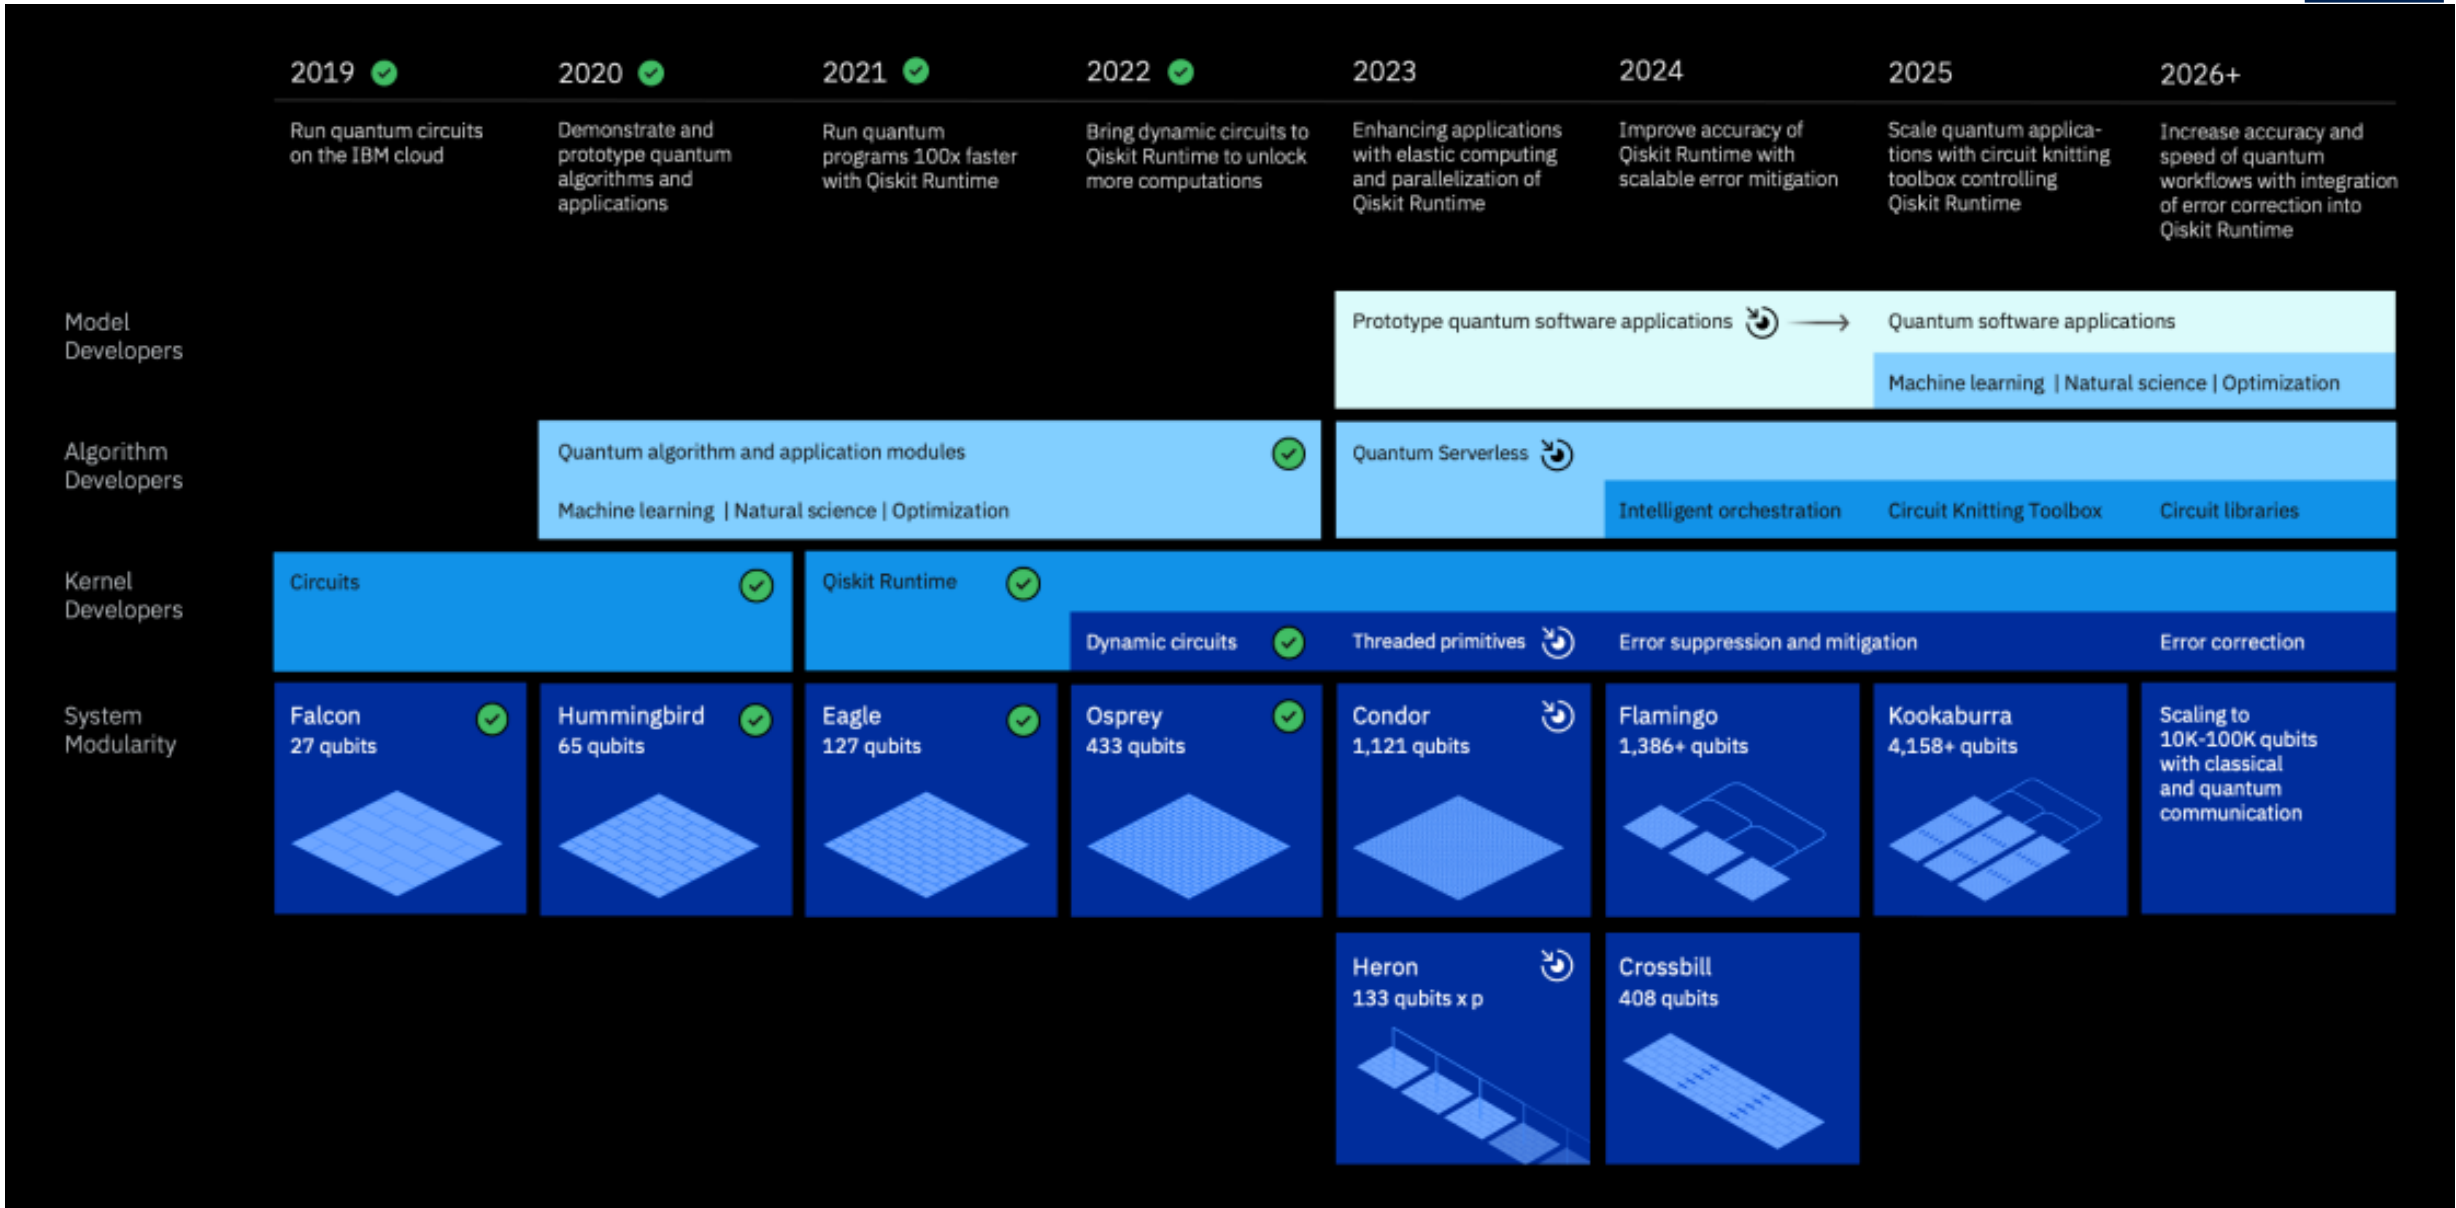 2019
2020
2021
2022
2023
2024
2025
2026+
Run quantum circuits
on the IBM cloud
Demonstrate and
prototype quantum
algorithms and
applications
Run quantum
programs 100x faster
with Qiskit Runtime
Bring dynamic circuits to
Qiskit Runtime to unlock
more computations
Enhancing applications
with elastic computing
and parallelization of
Qiskit Runtime
Improve accuracy of
Qiskit Runtime with
scalable error mitigation
Scale quantum applica-
tions with circuit knitting
toolbox controlling
Qiskit Runtime
Increase accuracy and
speed of quantum
workflows with integration
of error correction into
Qiskit Runtime
Model
Developers
Prototype quantum software applications
Quantum software applications
Machine learning | Natural science | Optimization
Algorithm
Developers
Quantum algorithm and application modules
Machine learning | Natural science | Optimization
Quantum Serverless
Intelligent orchestration
Circuit Knitting Toolbox
Circuit libraries
Kernel
Developers
Circuits
Qiskit Runtime
Dynamic circuits
Threaded primitives
Error suppression and mitigation
Error correction
System
Modularity
Falcon
27 qubits
Hummingbird
65 qubits
Eagle
127 qubits
Osprey
433 qubits
Condor
1,121 qubits
Flamingo
1,386+ qubits
Kookaburra
4,158+ qubits
Scaling to
10K-100K qubits
with classical
and quantum
communication
Heron
133 qubits x p
Crossbill
408 qubits